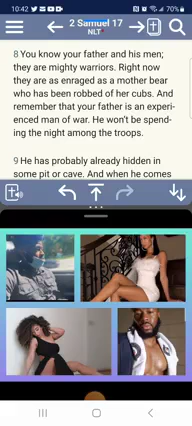 10:42
70%
2 Samuel 17
NLT
8 You know your father and his men;
they are mighty warriors. Right now
they are as enraged as a mother bear
who has been robbed of her cubs. And
remember that your father is an experi-
enced man of war. He won't be spend-
ing the night among the troops.
9 He has probably already hidden in
some pit or cave. And when he comes